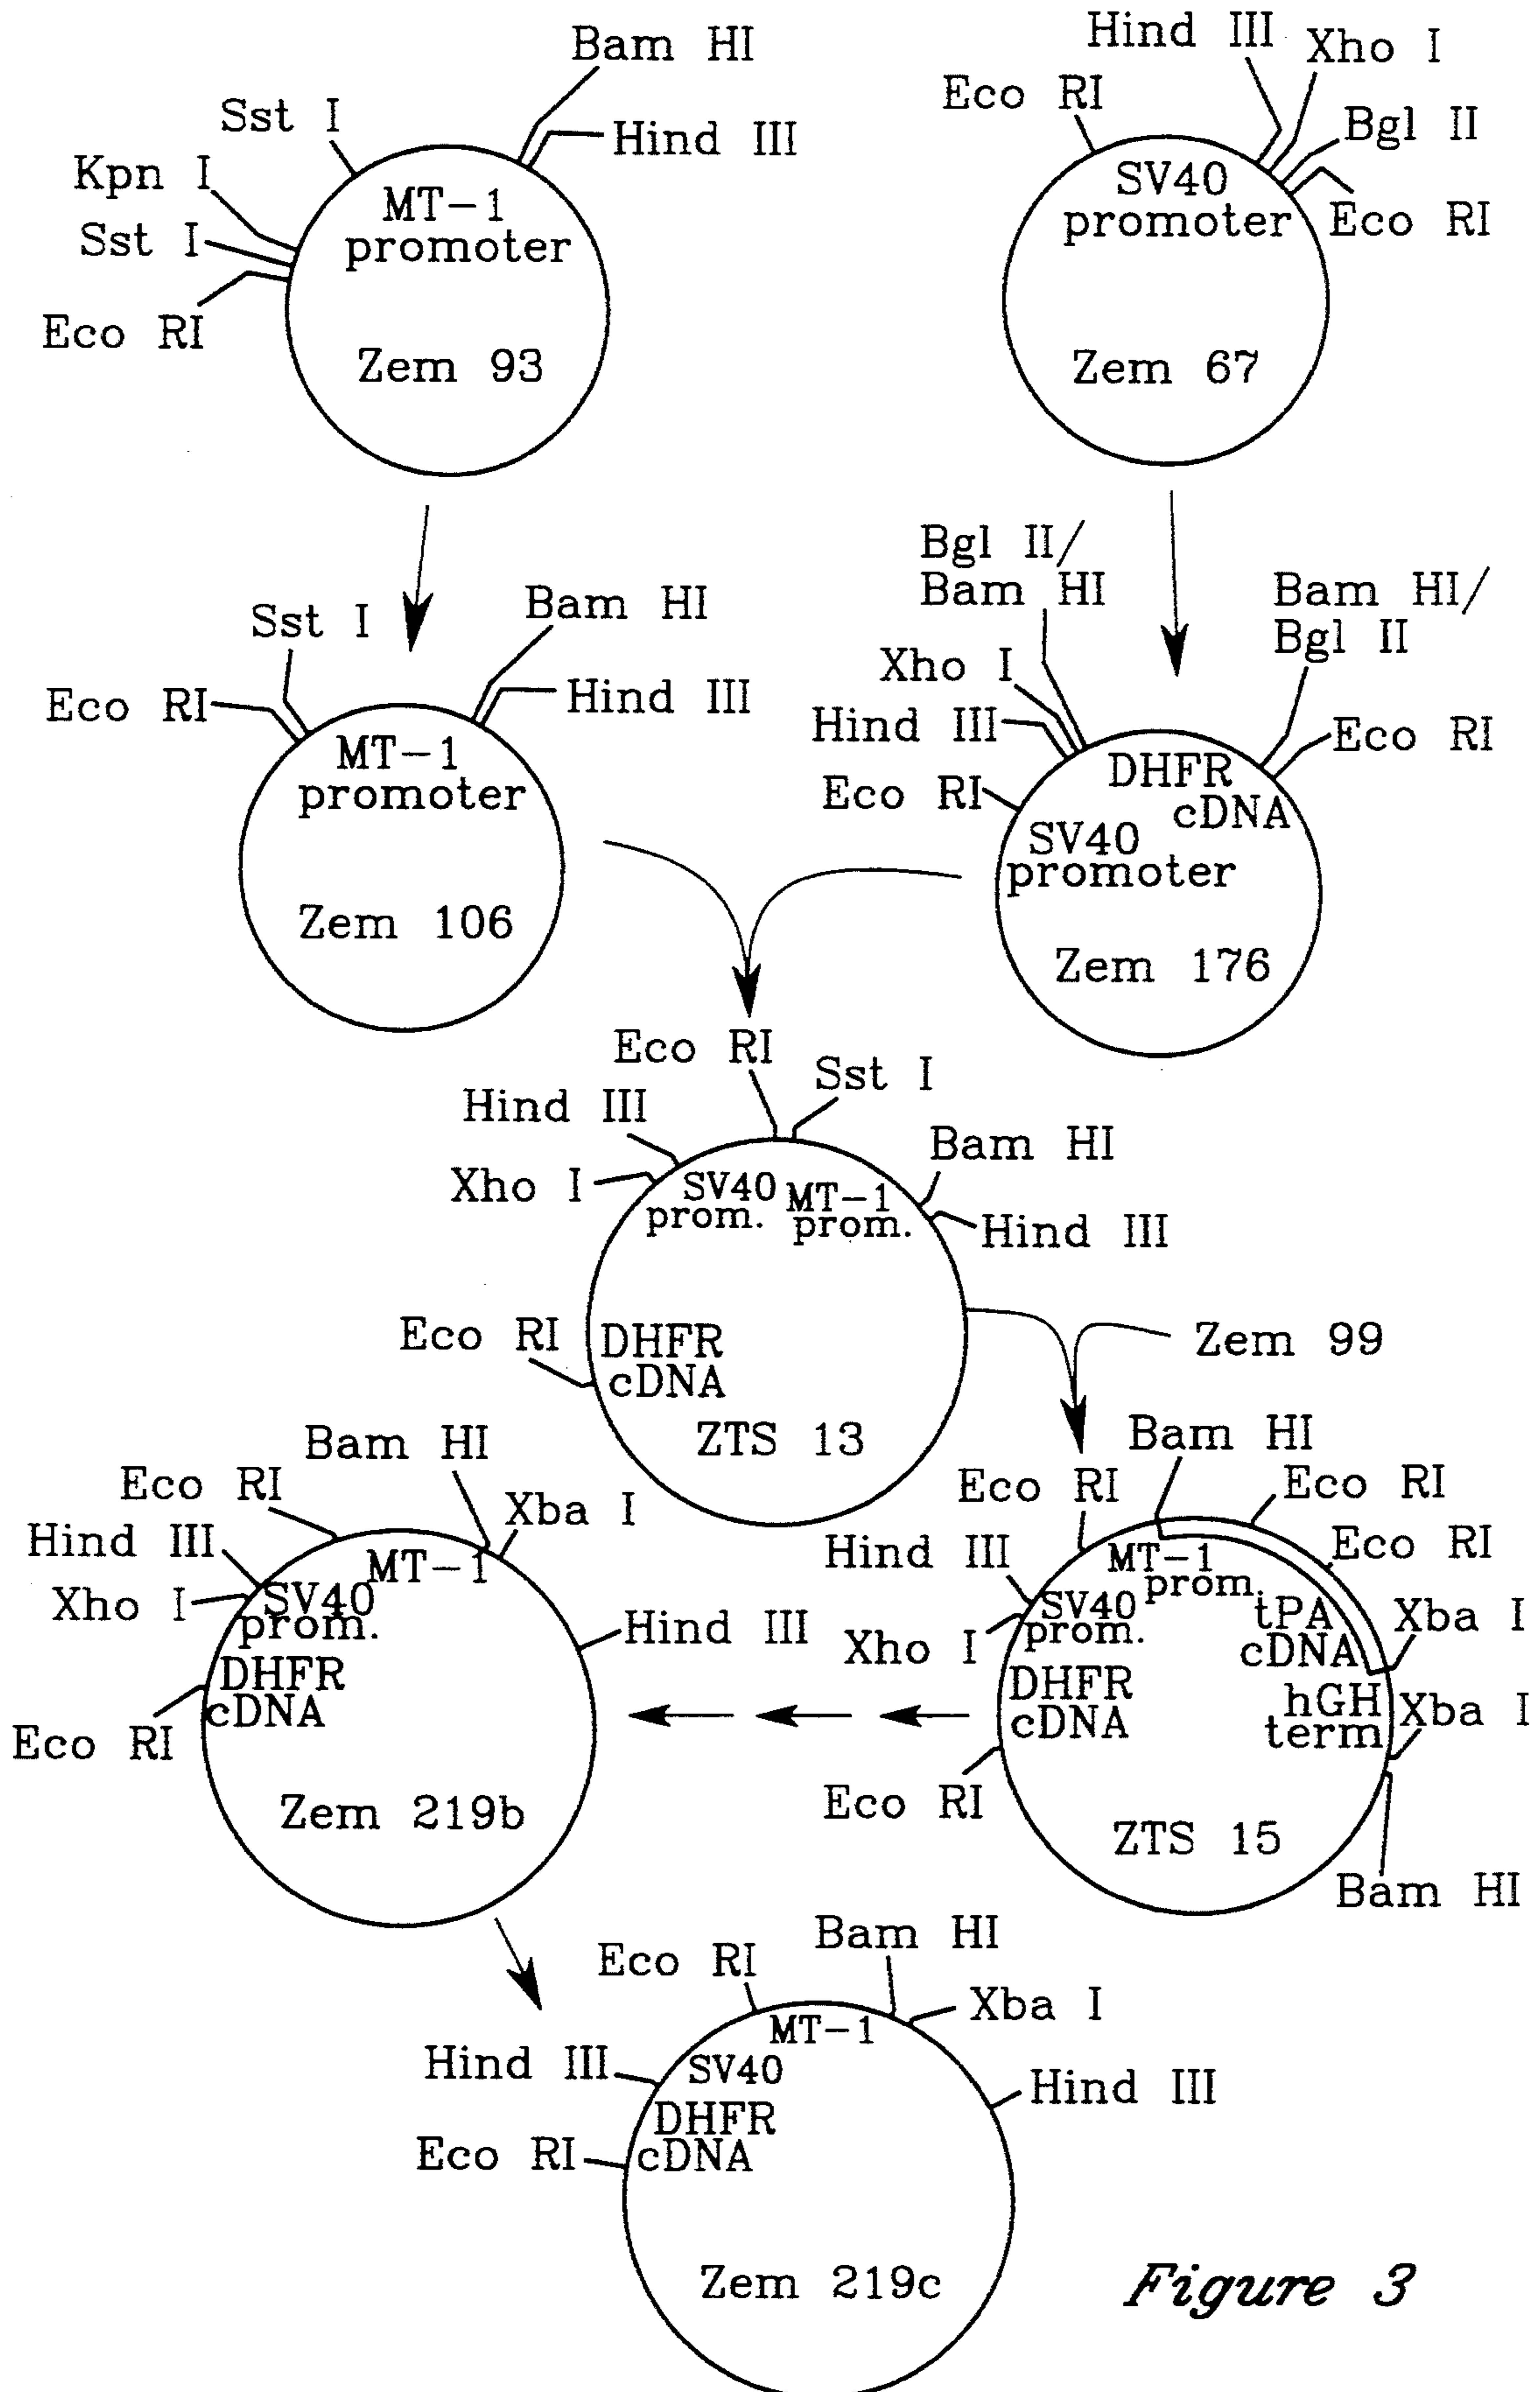 Bam HI
Hind III
Sst I
Kpn I
Sst I
Eco RI
MT-1
promoter
Zem 93
Hind III
Xho I
Eco RI
Bgl II
Eco RI
SV40
promoter
Zem 67
Sst I
Bam HI
Eco RI
Hind III
MT-1
promoter
Zem 106
Bgl II/
Bam HI
Bam HI/
Bgl II
Xho I
Hind III
Eco RI
Eco RI
DHFR
cDNA
SV40
promoter
Zem 176
Eco RI
Sst I
Hind III
Bam HI
Xho I
Hind III
SV40
prom.
MT-1
prom.
Eco RI
DHFR
cDNA
ZTS 13
Zem 99
Bam HI
Eco RI
Xba I
Hind III
Xho I
MT-1
SV40
prom.
Hind III
DHFR
cDNA
Eco RI
Zem 219b
Bam HI
Eco RI
Eco RI
Eco RI
Hind III
MT-1
prom.
SV40
prom.
Xho I
tPA
cDNA
Xba I
DHFR
cDNA
hGH
term
Xba I
Eco RI
ZTS 15
Bam HI
Bam HI
Eco RI
Xba I
MT-1
Hind III
SV40
Hind III
DHFR
cDNA
Eco RI
Zem 219c
Figure 3